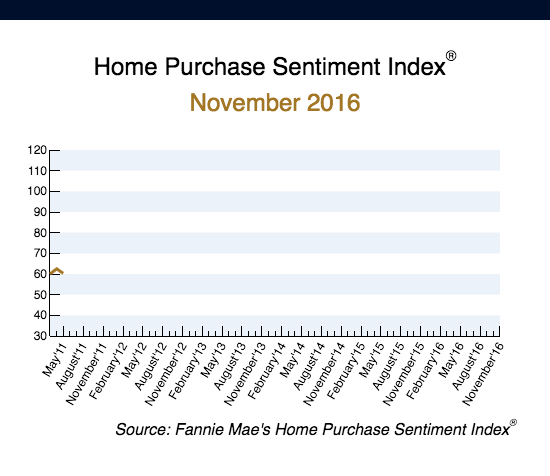 Home Purchase Sentiment Index®
November 2016
120
110
100
90
80
70
60
50
40
30
May'11
August'11
November'11
February'12
May'12
August'12
November'12
February'13
May'13
August'13
November'13
February'14
May'14
August'14
November'14
February'15
May'15
August'15
November'15
February'16
May'16
August'16
November'16
Source: Fannie Mae's Home Purchase Sentiment Index®